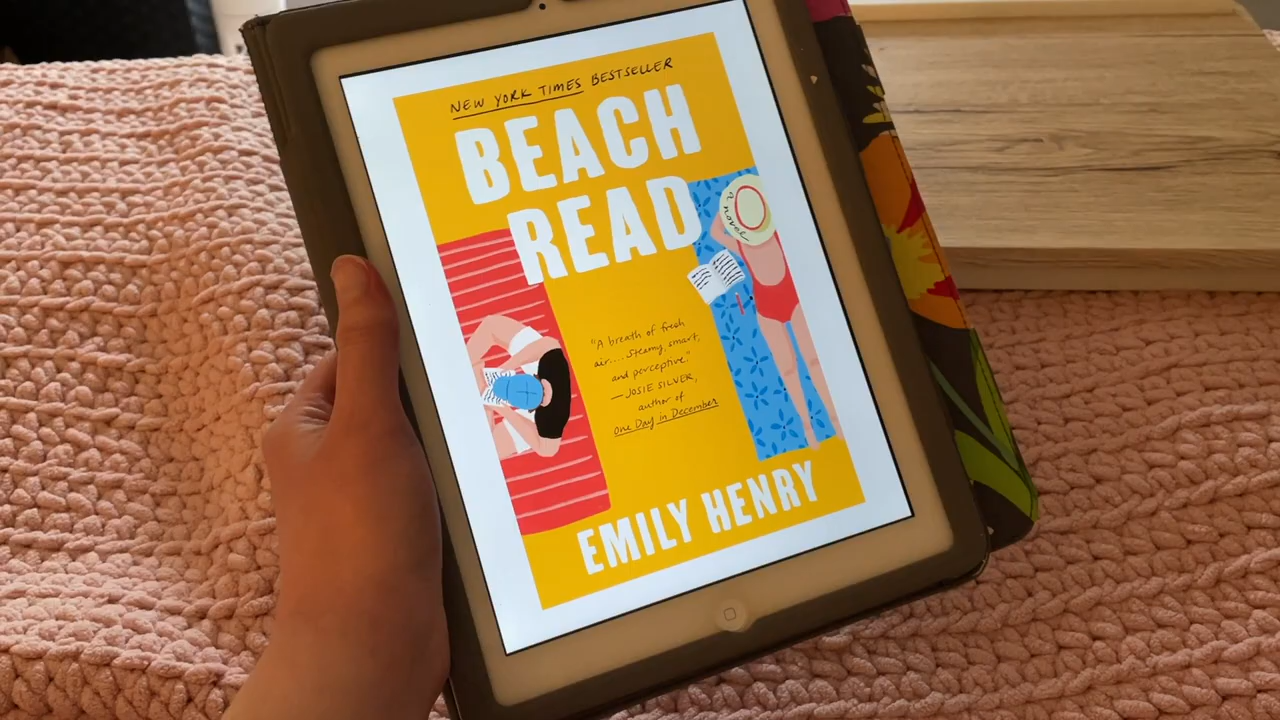 NEW YORK TIMES BESTSELLER
BEACH
READ
a novel
"A breath of fresh
air.... Steamy, smart,
and perceptive."
— JOSIE SILVER,
author of
One Day in December
EMILY HENRY